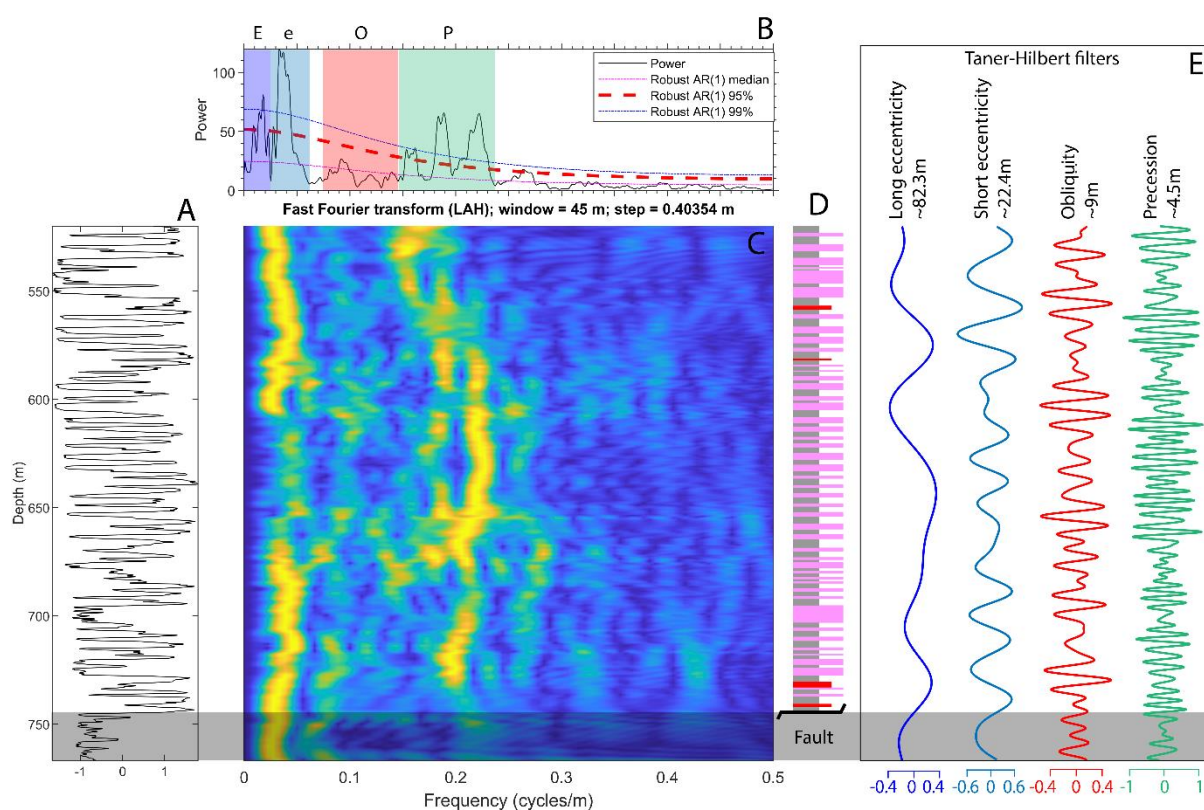 E e O P B
100
50
0
Power
Power
Robust AR(1) median
Robust AR(1) 95%
Robust AR(1) 99%
Fast Fourier transform (LAH); window = 45 m; step = 0.40354 m
A
C
D
550
600
650
700
750
Depth (m)
-1 0 1
0 0.1 0.2 0.3 0.4 0.5
Frequency (cycles/m)
Fault
Taner-Hilbert filters
E
Long eccentricity
~82.3m
Short eccentricity
~22.4m
Obliquity
~9m
Precession
~4.5m
-0.4 0 0.4
-0.6 0 0.6
-0.4 0 0.4
-1 0 1